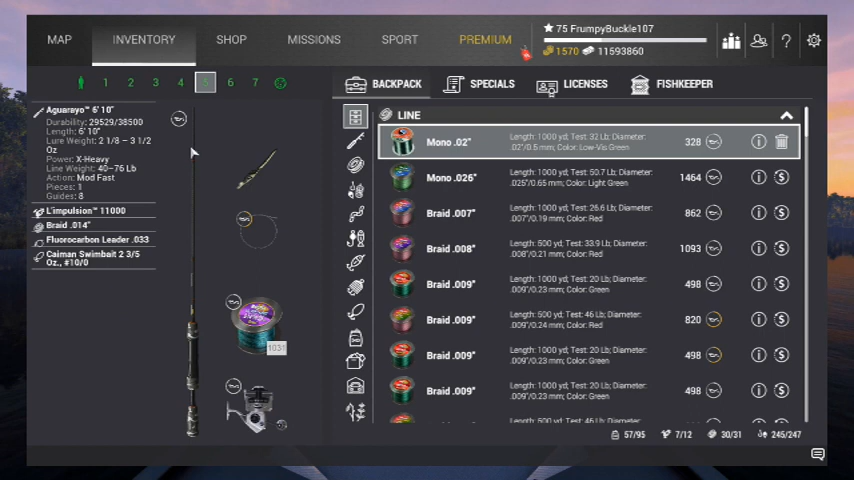 MAP
INVENTORY
SHOP
MISSIONS
SPORT
PREMIUM
75 FrumpyBuckle107
1570 11593860
?
1 2 3 4 5 6 7
BACKPACK
SPECIALS
LICENSES
FISHKEEPER
Aguarayo™ 6' 10"
Durability: 29529/38500
Length: 6' 10"
Lure Weight: 2 1/8 – 3 1/2
Oz
Power: X-Heavy
Line Weight: 40–76 Lb
Action: Mod Fast
Pieces: 1
Guides: 8
L'impulsion™ 11000
Braid .014"
Fluorocarbon Leader .033
Caiman Swimbait 2 3/5
Oz., #10/0
1031
LINE
Mono .02"
Length: 1000 yd; Test: 32 Lb; Diameter:
.02"/0.5 mm; Color: Low-Vis Green
328
Mono .026"
Length: 1000 yd; Test: 50.7 Lb; Diameter:
.025"/0.65 mm; Color: Light Green
1464
Braid .007"
Length: 1000 yd; Test: 26.6 Lb; Diameter:
.007"/0.19 mm; Color: Red
862
Braid .008"
Length: 500 yd; Test: 33.9 Lb; Diameter:
.008"/0.21 mm; Color: Red
1093
Braid .009"
Length: 1000 yd; Test: 20 Lb; Diameter:
.009"/0.23 mm; Color: Green
498
Braid .009"
Length: 500 yd; Test: 46 Lb; Diameter:
.009"/0.24 mm; Color: Red
820
Braid .009"
Length: 1000 yd; Test: 20 Lb; Diameter:
.009"/0.23 mm; Color: Green
498
Braid .009"
Length: 1000 yd; Test: 20 Lb; Diameter:
.009"/0.23 mm; Color: Green
498
Length: 500 yd; Test: 46 Lb; Diameter:
57/95 7/12 30/31 245/247